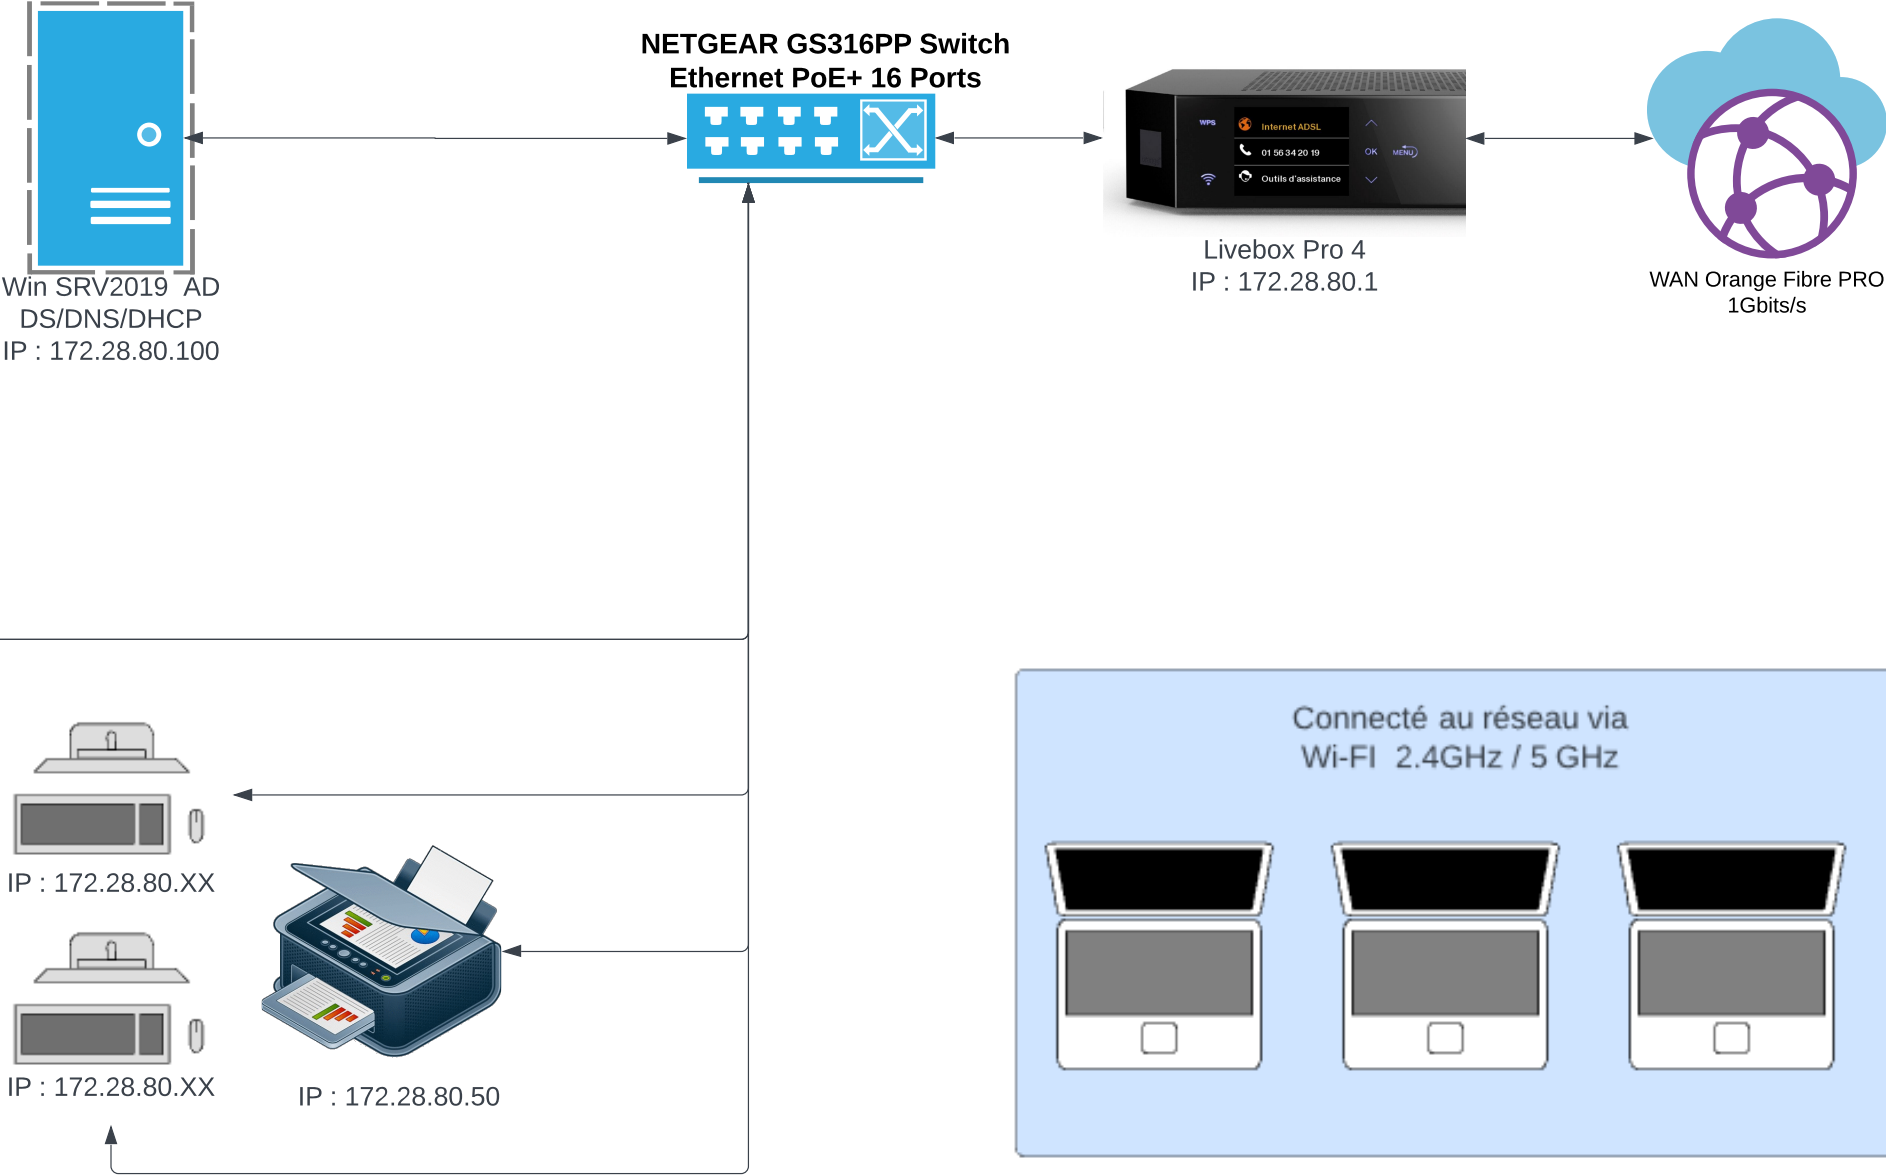 NETGEAR GS316PP Switch
Ethernet PoE+ 16 Ports
WPS
Internet ADSL
01 56 34 20 19
OK
MENU
Outils d'assistance
Win SRV2019 AD
DS/DNS/DHCP
IP : 172.28.80.100
Livebox Pro 4
IP : 172.28.80.1
WAN Orange Fibre PRO
1Gbits/s
Connecté au réseau via
Wi-FI 2.4GHz / 5 GHz
IP : 172.28.80.XX
IP : 172.28.80.XX
IP : 172.28.80.50